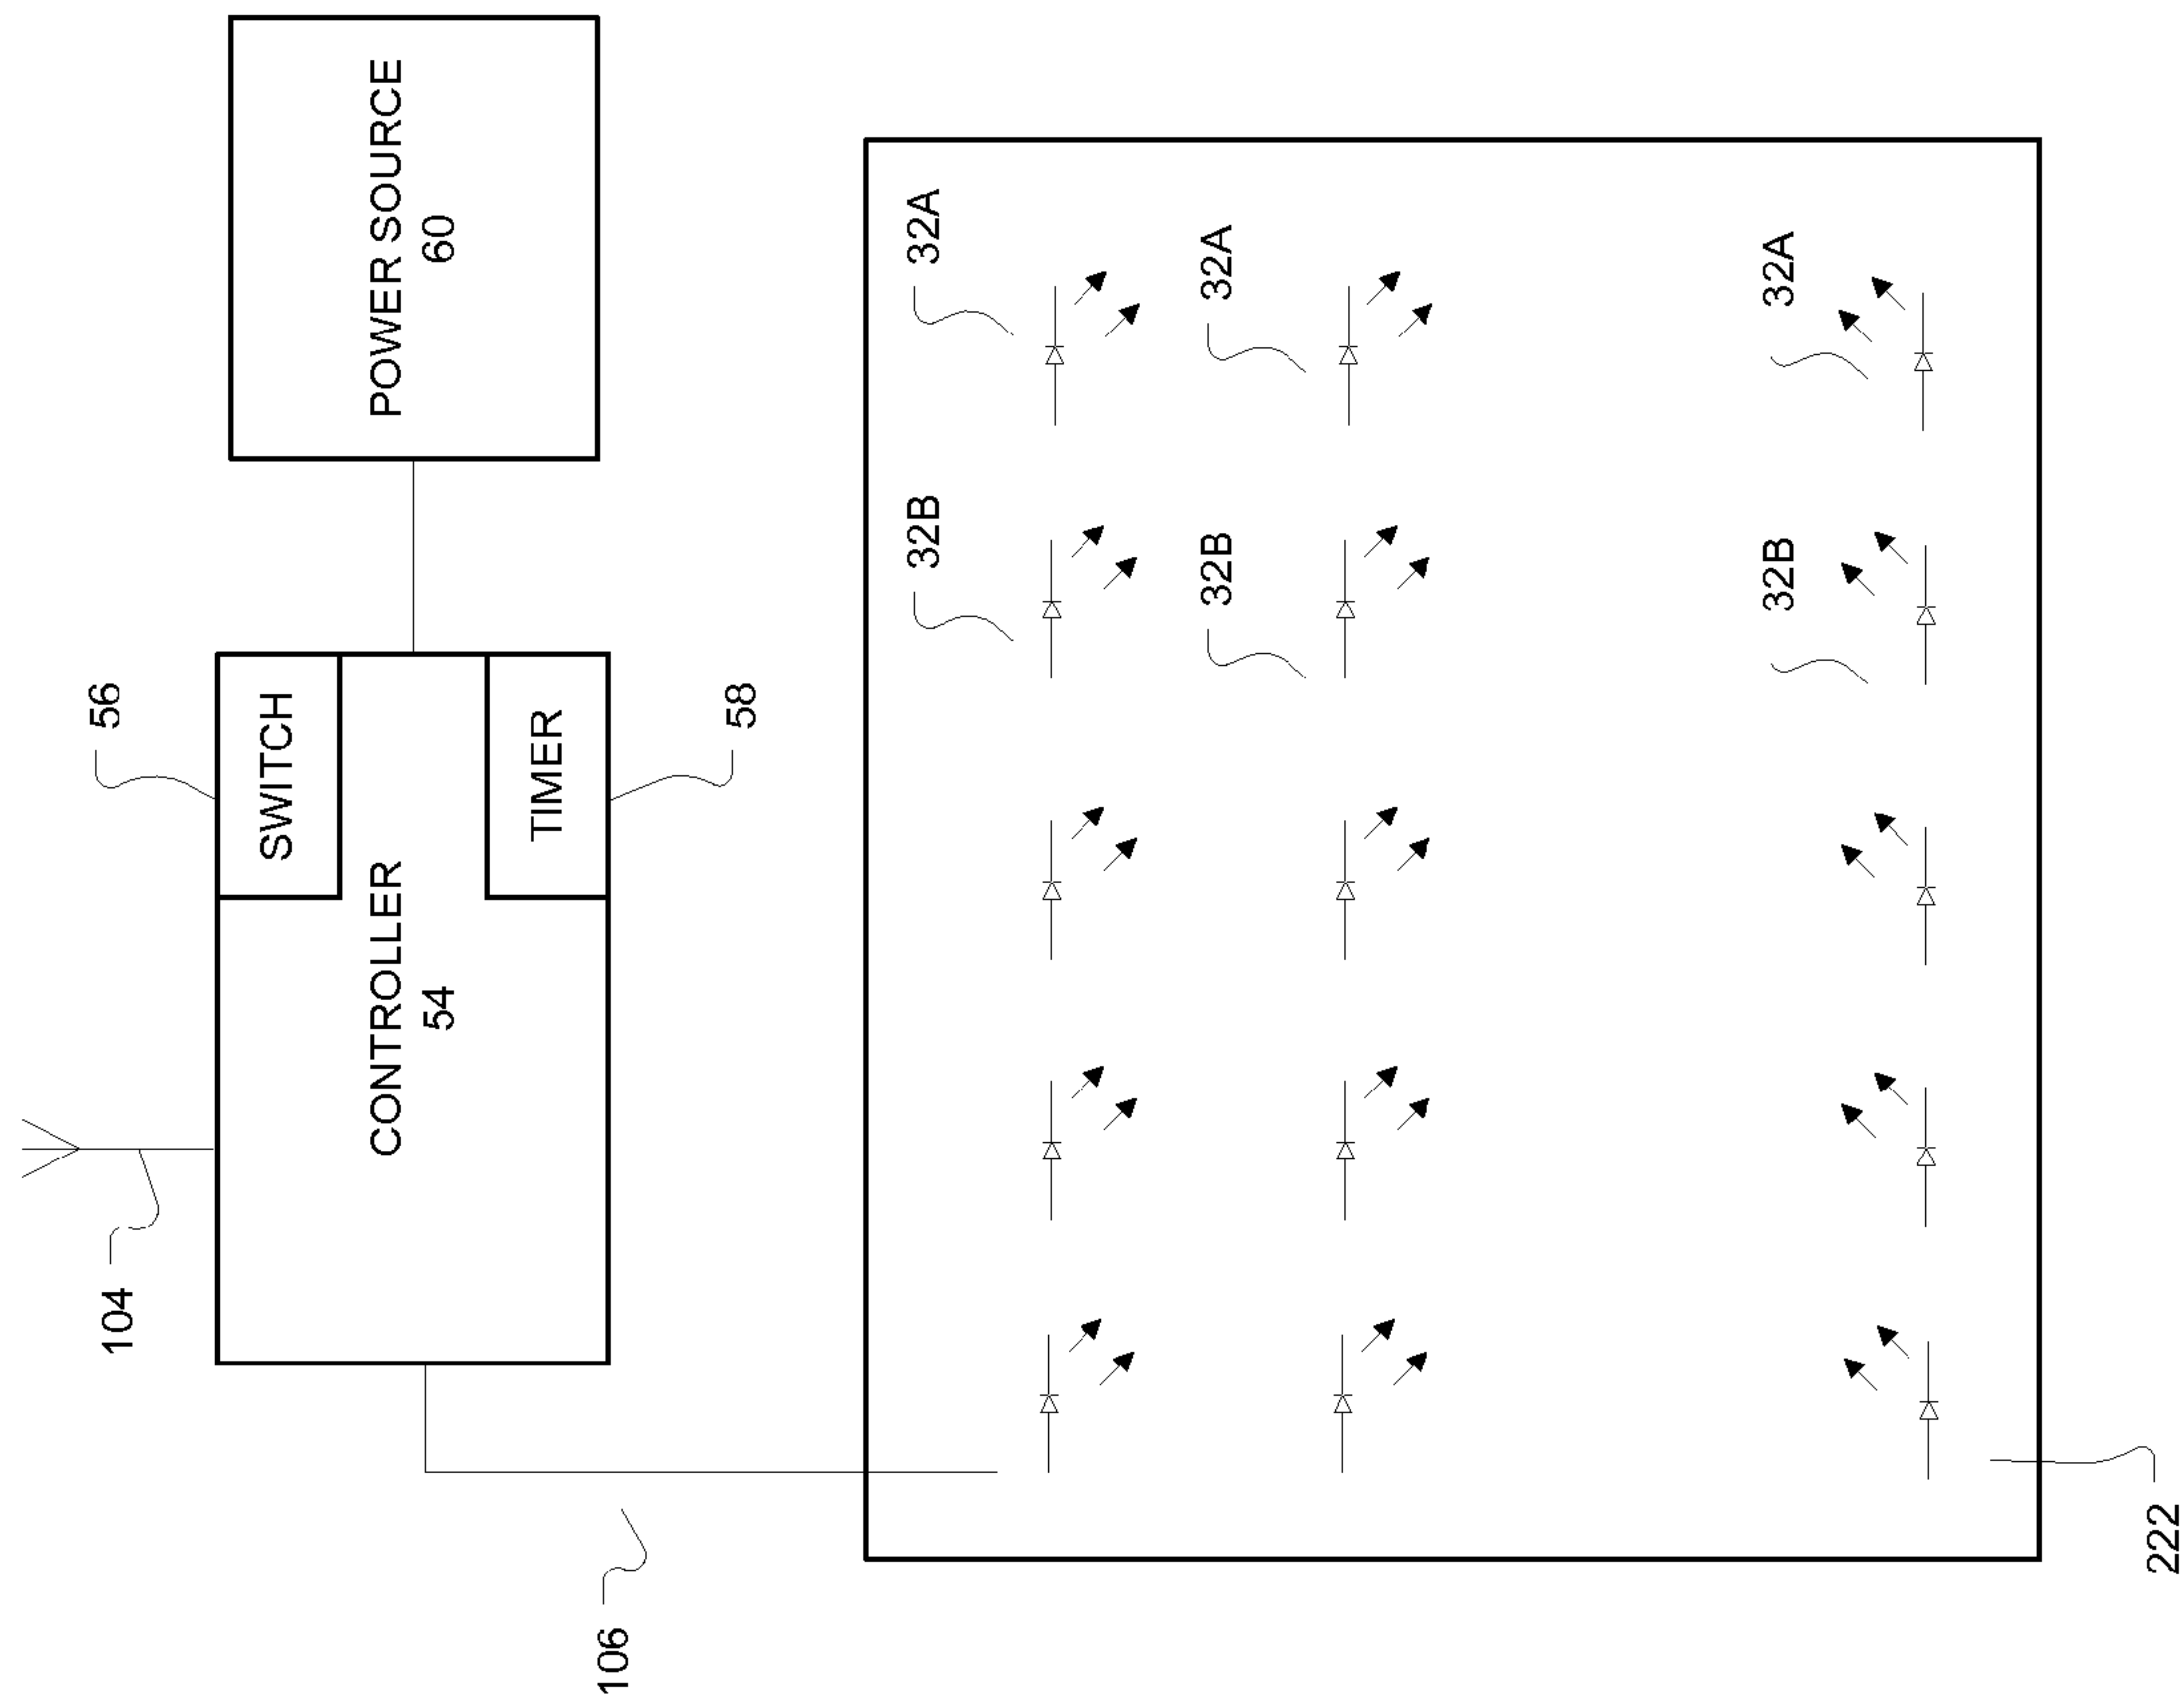 104
56
SWITCH
CONTROLLER
54
POWER SOURCE
60
TIMER
106
58
32B
32A
32B
32A
32B
32A
222